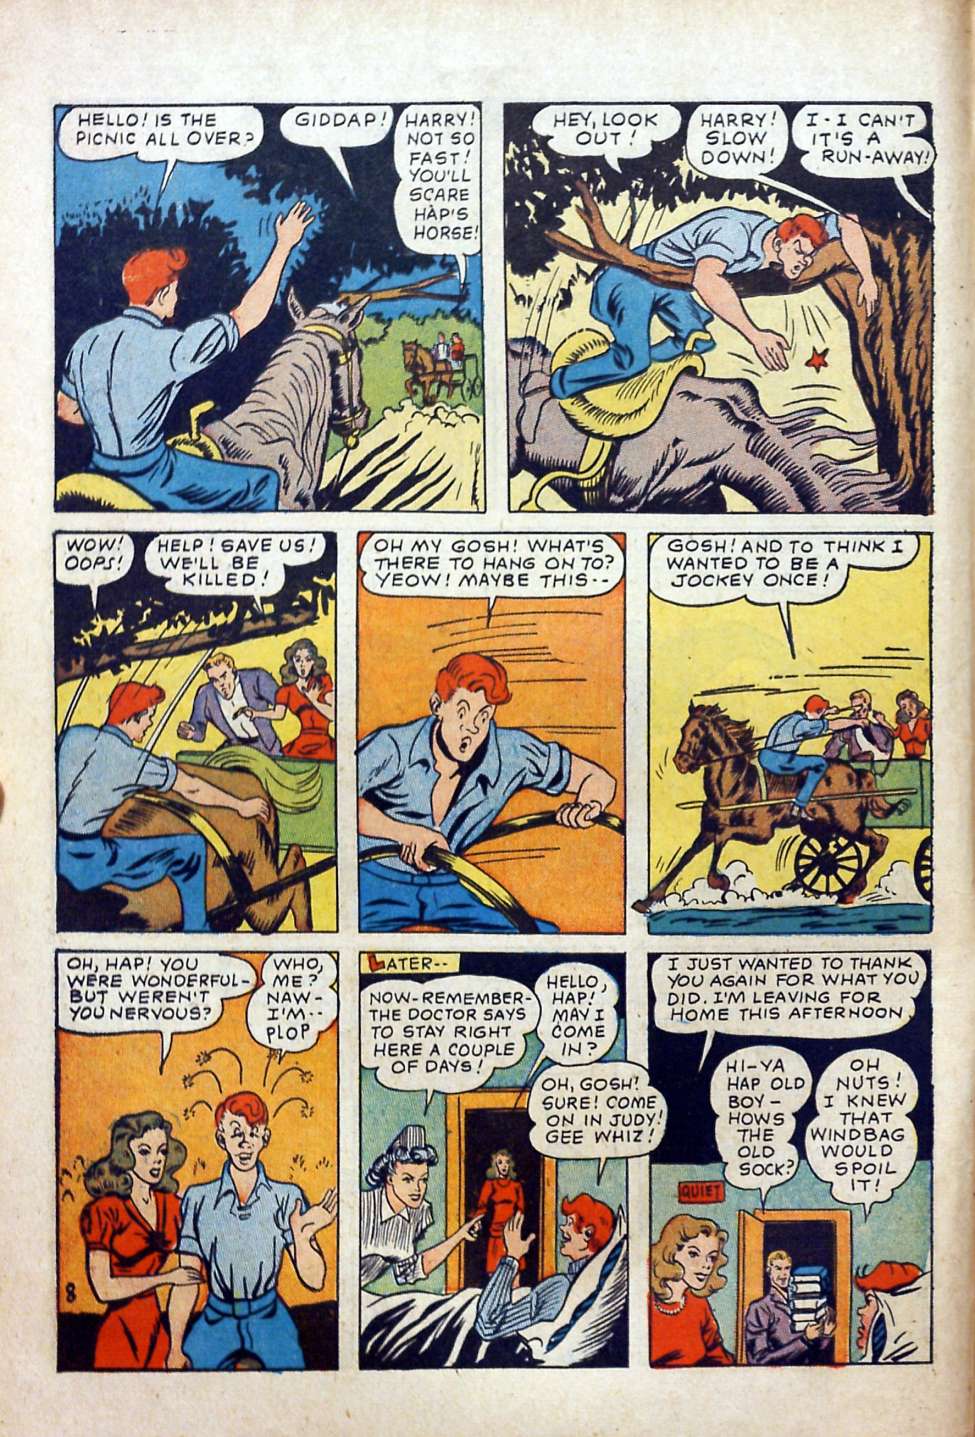 HELLO! IS THE
PICNIC ALL OVER?
GIDDAP!
HARRY!
NOT SO
FAST!
YOU'LL
SCARE
HAP'S
HORSE!
HEY, LOOK
OUT!
HARRY!
SLOW
DOWN!
I-I CAN'T
IT'S A
RUN-AWAY!
WOW!
OOPS!
HELP! SAVE US!
WE'LL BE
KILLED!
OH MY GOSH! WHAT'S
THERE TO HANG ON TO?
YEOW! MAYBE THIS--
GOSH! AND TO THINK I
WANTED TO BE A
JOCKEY ONCE!
OH, HAP! YOU
WERE WONDERFUL-
BUT WEREN'T
YOU NERVOUS?
WHO,
ME?
NAW-
I'M--
PLOP
8
LATER--
NOW-REMEMBER-
THE DOCTOR SAYS
TO STAY RIGHT
HERE A COUPLE
OF DAYS!
HELLO,
HAP!
MAY I
COME
IN?
OH, GOSH!
SURE! COME
ON IN JUDY!
GEE WHIZ!
I JUST WANTED TO THANK
YOU AGAIN FOR WHAT YOU
DID. I'M LEAVING FOR
HOME THIS AFTERNOON.
HI-YA
HAP OLD
BOY-
HOWS
THE
OLD
SOCK?
OH
NUTS!
I KNEW
THAT
WINDBAG
WOULD
SPOIL
IT!
QUIET